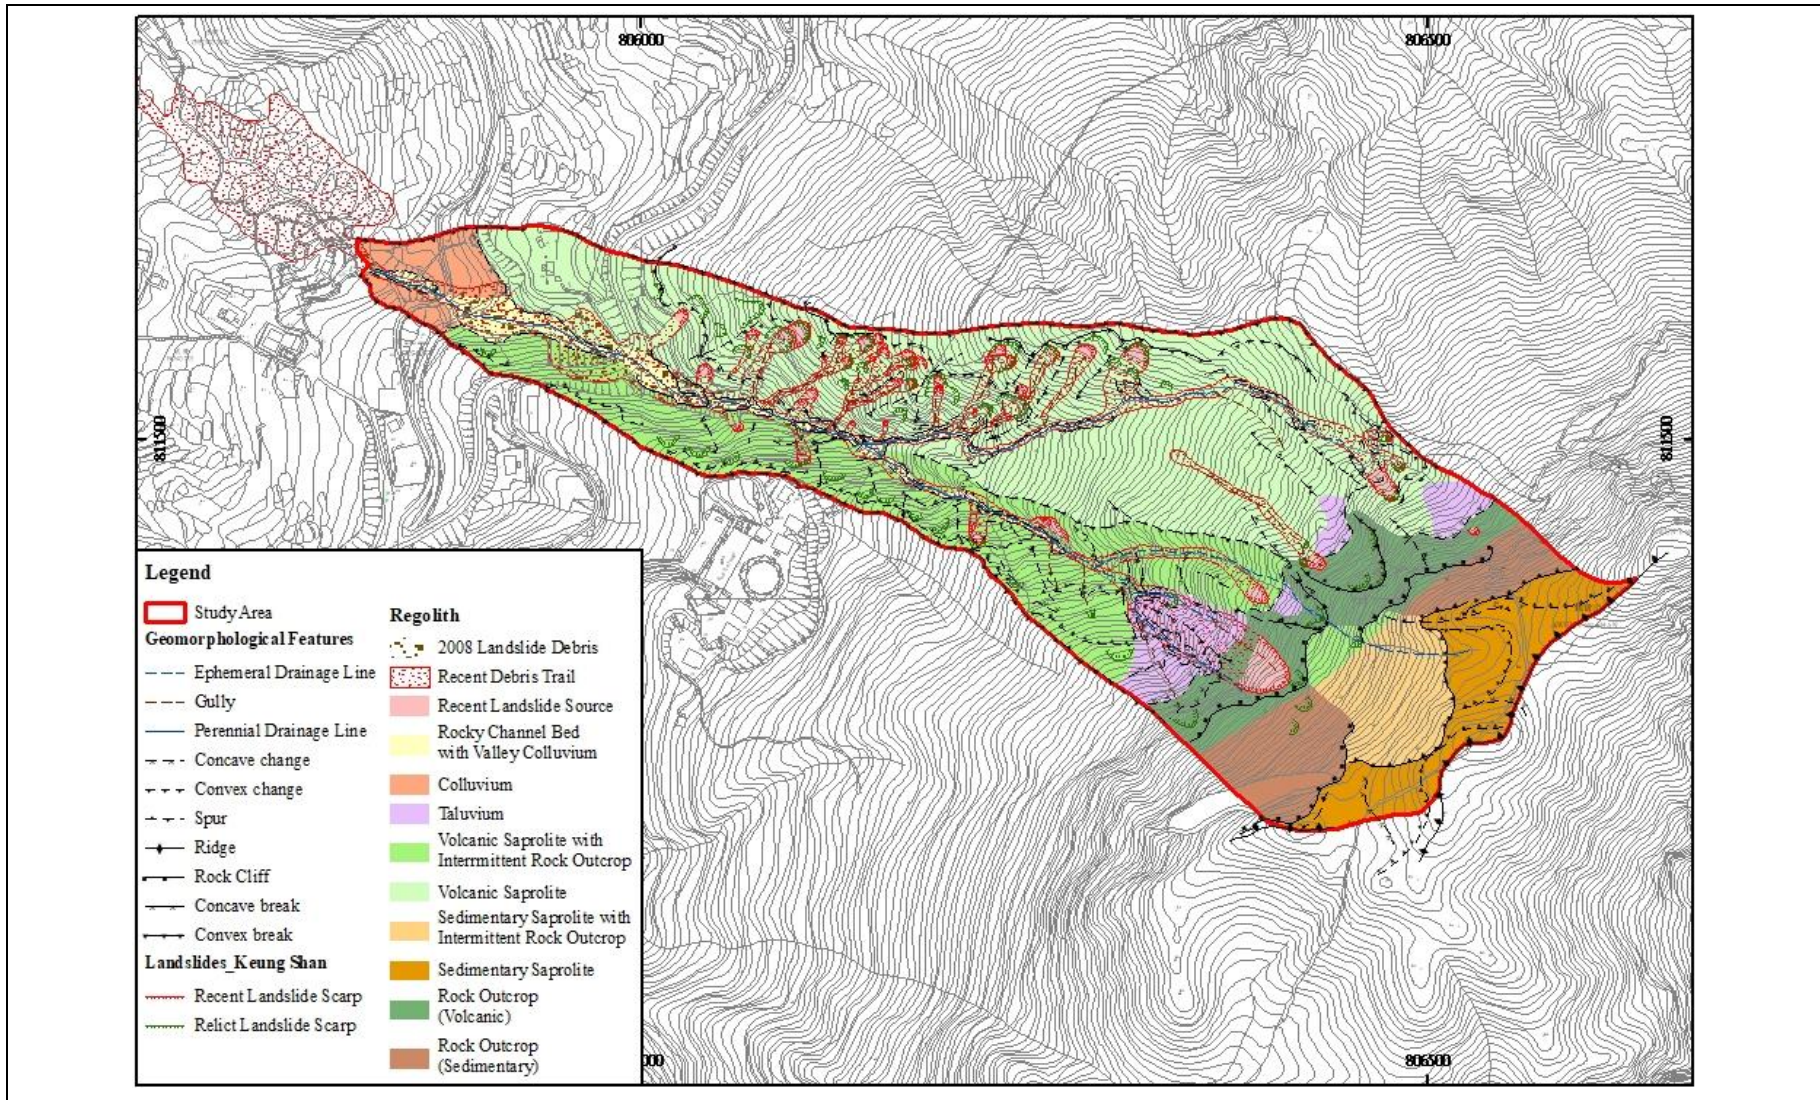 806000
806500
811500
811500
Legend
Study Area
Geomorphological Features
Ephemeral Drainage Line
Gully
Perennial Drainage Line
Concave change
Convex change
Spur
Ridge
Rock Cliff
Concave break
Convex break
Landslides_Keung Shan
Recent Landslide Scarp
Relict Landslide Scarp
Regolith
2008 Landslide Debris
Recent Debris Trail
Recent Landslide Source
Rocky Channel Bed
with Valley Colluvium
Colluvium
Taluvium
Volcanic Saprolite with
Intermittent Rock Outcrop
Volcanic Saprolite
Sedimentary Saprolite with
Intermittent Rock Outcrop
Sedimentary Saprolite
Rock Outcrop
(Volcanic)
Rock Outcrop
(Sedimentary)
000
806500